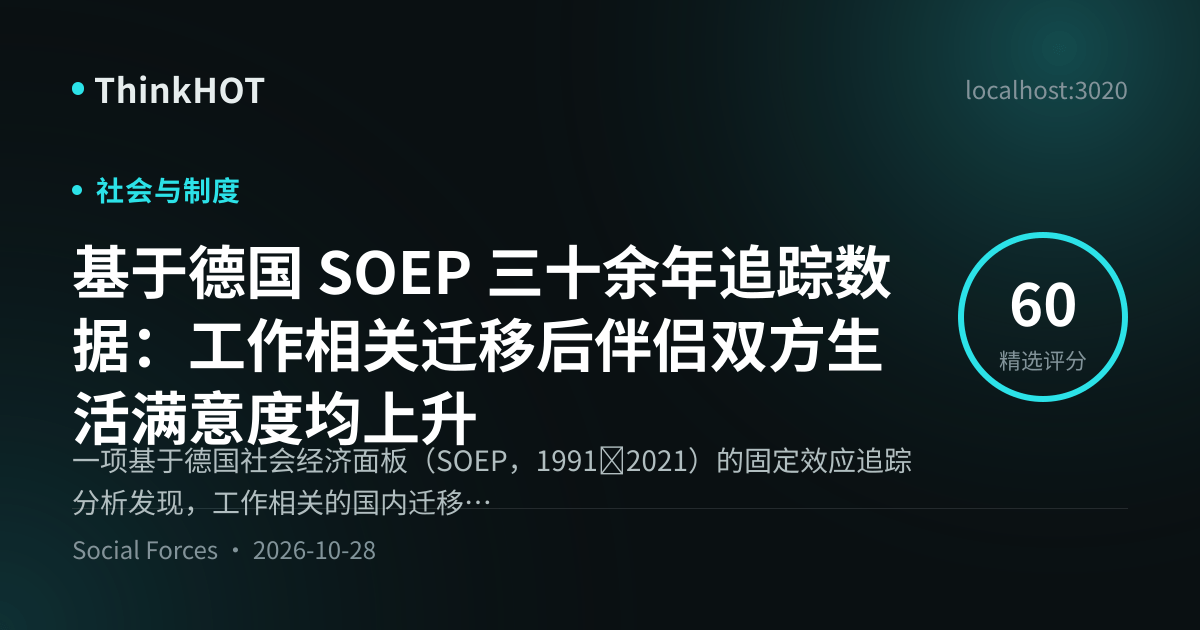 ThinkHOT
localhost:3020
社会与制度
基于德国 SOEP 三十余年追踪数
据：工作相关迁移后伴侣双方生
活满意度均上升
60
精选评分
一项基于德国社会经济面板（SOEP，1991☒2021）的固定效应追踪
分析发现，工作相关的国内迁移…
Social Forces • 2026-10-28